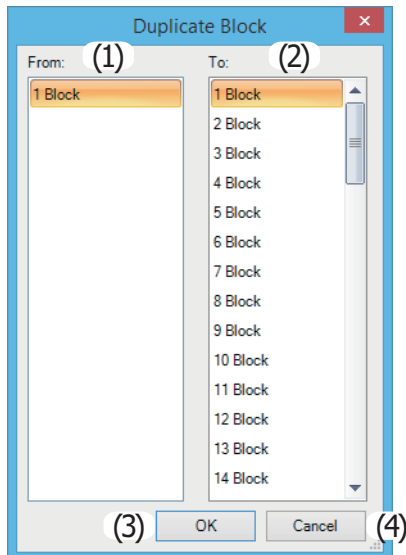 Duplicate Block
From: (1) To: (2)
1 Block
1 Block
2 Block
3 Block
4 Block
5 Block
6 Block
7 Block
8 Block
9 Block
10 Block
11 Block
12 Block
13 Block
14 Block
(3) OK Cancel (4)